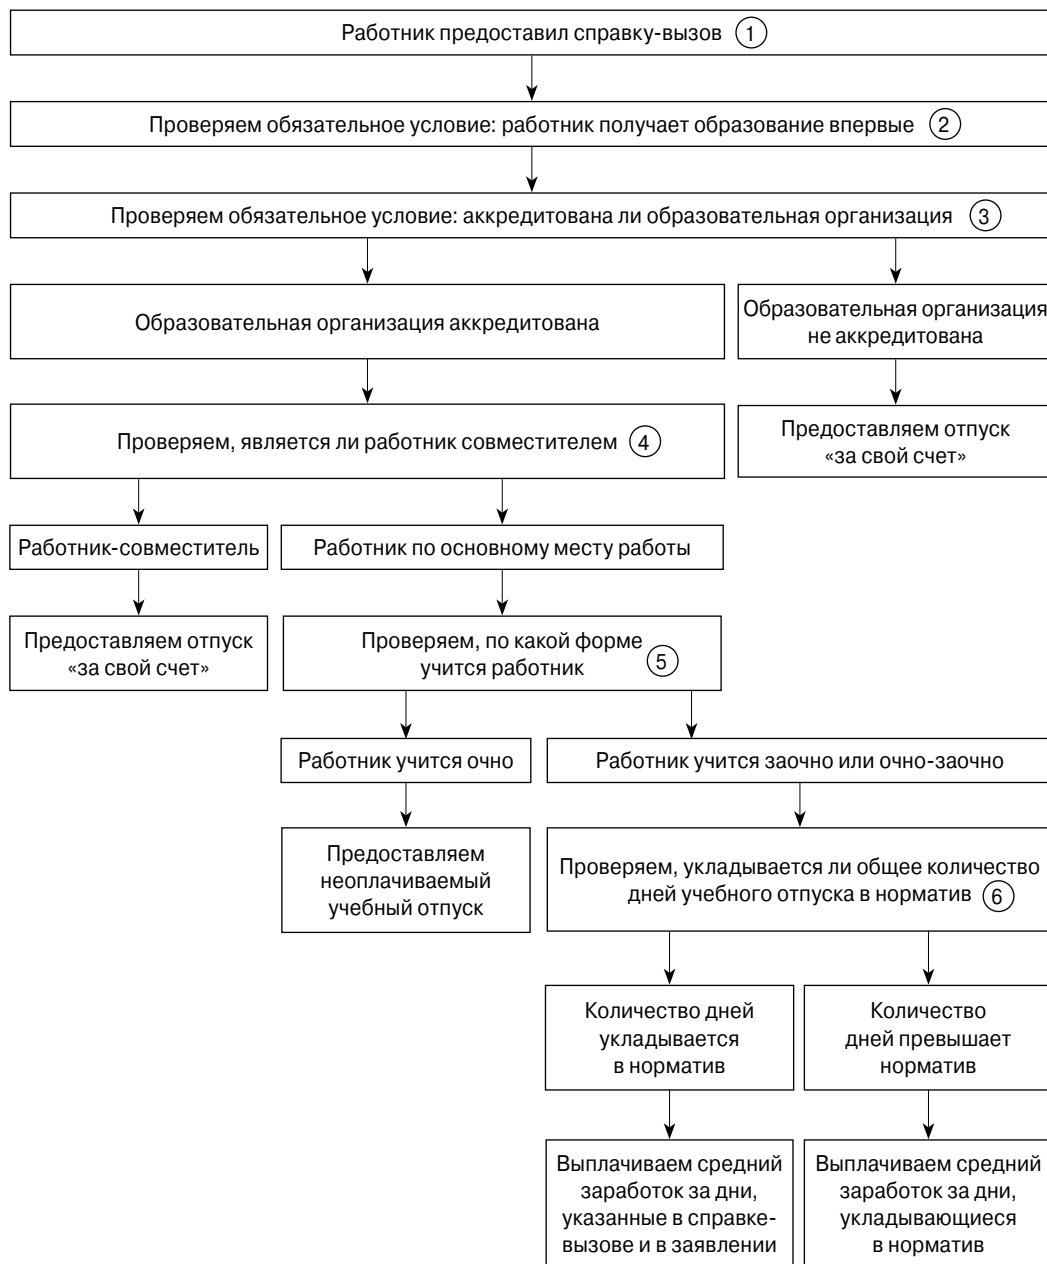 Работник предоставил справку-вызов 1
Проверяем обязательное условие: работник получает образование впервые 2
Проверяем обязательное условие: аккредитована ли образовательная организация 3
Образовательная организация аккредитована
Образовательная организация
не аккредитована
Проверяем, является ли работник совместителем 4
Предоставляем отпуск
«за свой счет»
Работник-совместитель
Работник по основному месту работы
Предоставляем отпуск
«за свой счет»
Проверяем, по какой форме
учится работник 5
Работник учится очно
Работник учится заочно или очно-заочно
Предоставляем
неоплачиваемый
учебный отпуск
Проверяем, укладывается ли общее количество
дней учебного отпуска в норматив 6
Количество дней
укладывается
в норматив
Количество
дней превышает
норматив
Выплачиваем средний
заработок за дни,
указанные в справке-
вызове и в заявлении
Выплачиваем средний
заработок за дни,
укладывающиеся
в норматив